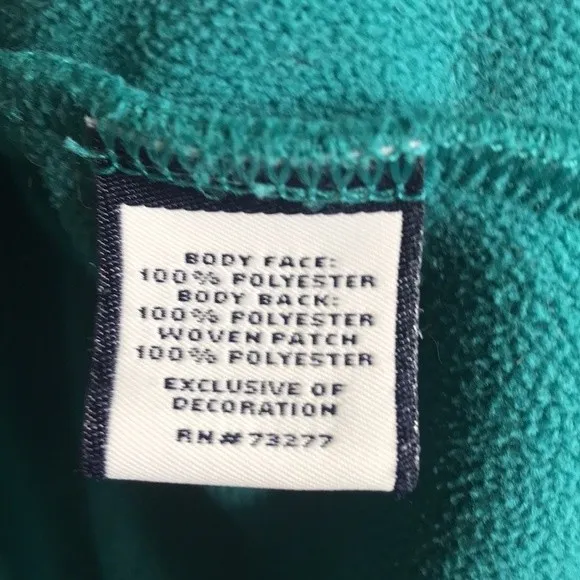 BODY FACE:
100% POLYESTER
BODY BACK:
100% POLYESTER
WOVEN PATCH
100% POLYESTER
EXCLUSIVE OF
DECORATION
RN# 73277